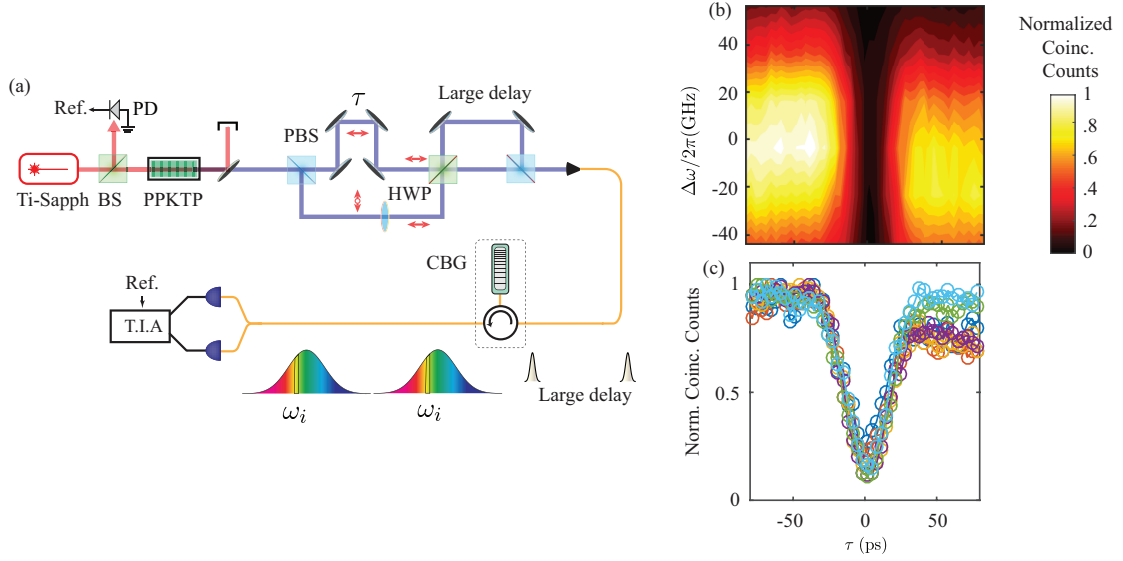 (a)
Ref.
PD
Ti-Sapph
BS
PPKTP
PBS
τ
HWP
Large delay
CBG
Ref.
T.I.A
ω_i
ω_i
Large delay
(b)
Δω/2π(GHz)
40
20
0
-20
-40
Normalized
Coinc.
Counts
1
.8
.6
.4
.2
0
(c)
Norm. Coinc. Counts
1
0.5
0
-50
0
50
τ (ps)